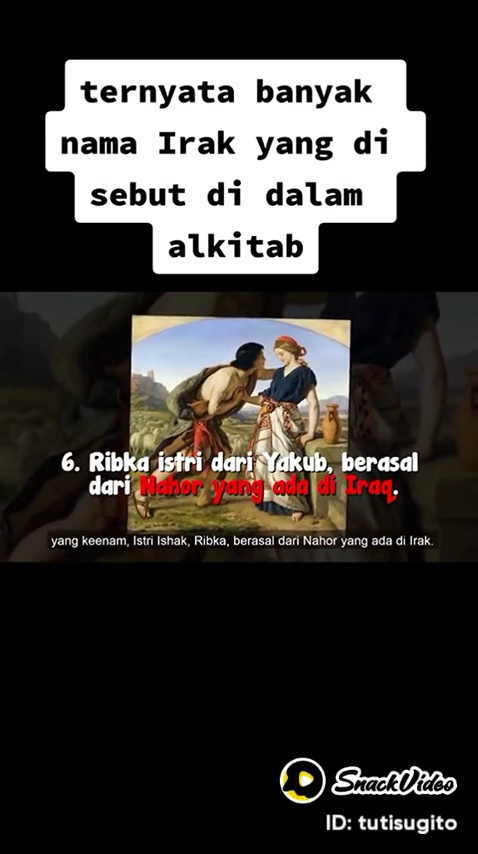 ternyata banyak
nama Irak yang di
sebut di dalam
alkitab
6. Ribka istri dari Yakub, berasal
dari Nahor yang ada di Iraq.
yang keenam, Istri Ishak, Ribka, berasal dari Nahor yang ada di Irak.
SnackVideo
ID: tutisugito